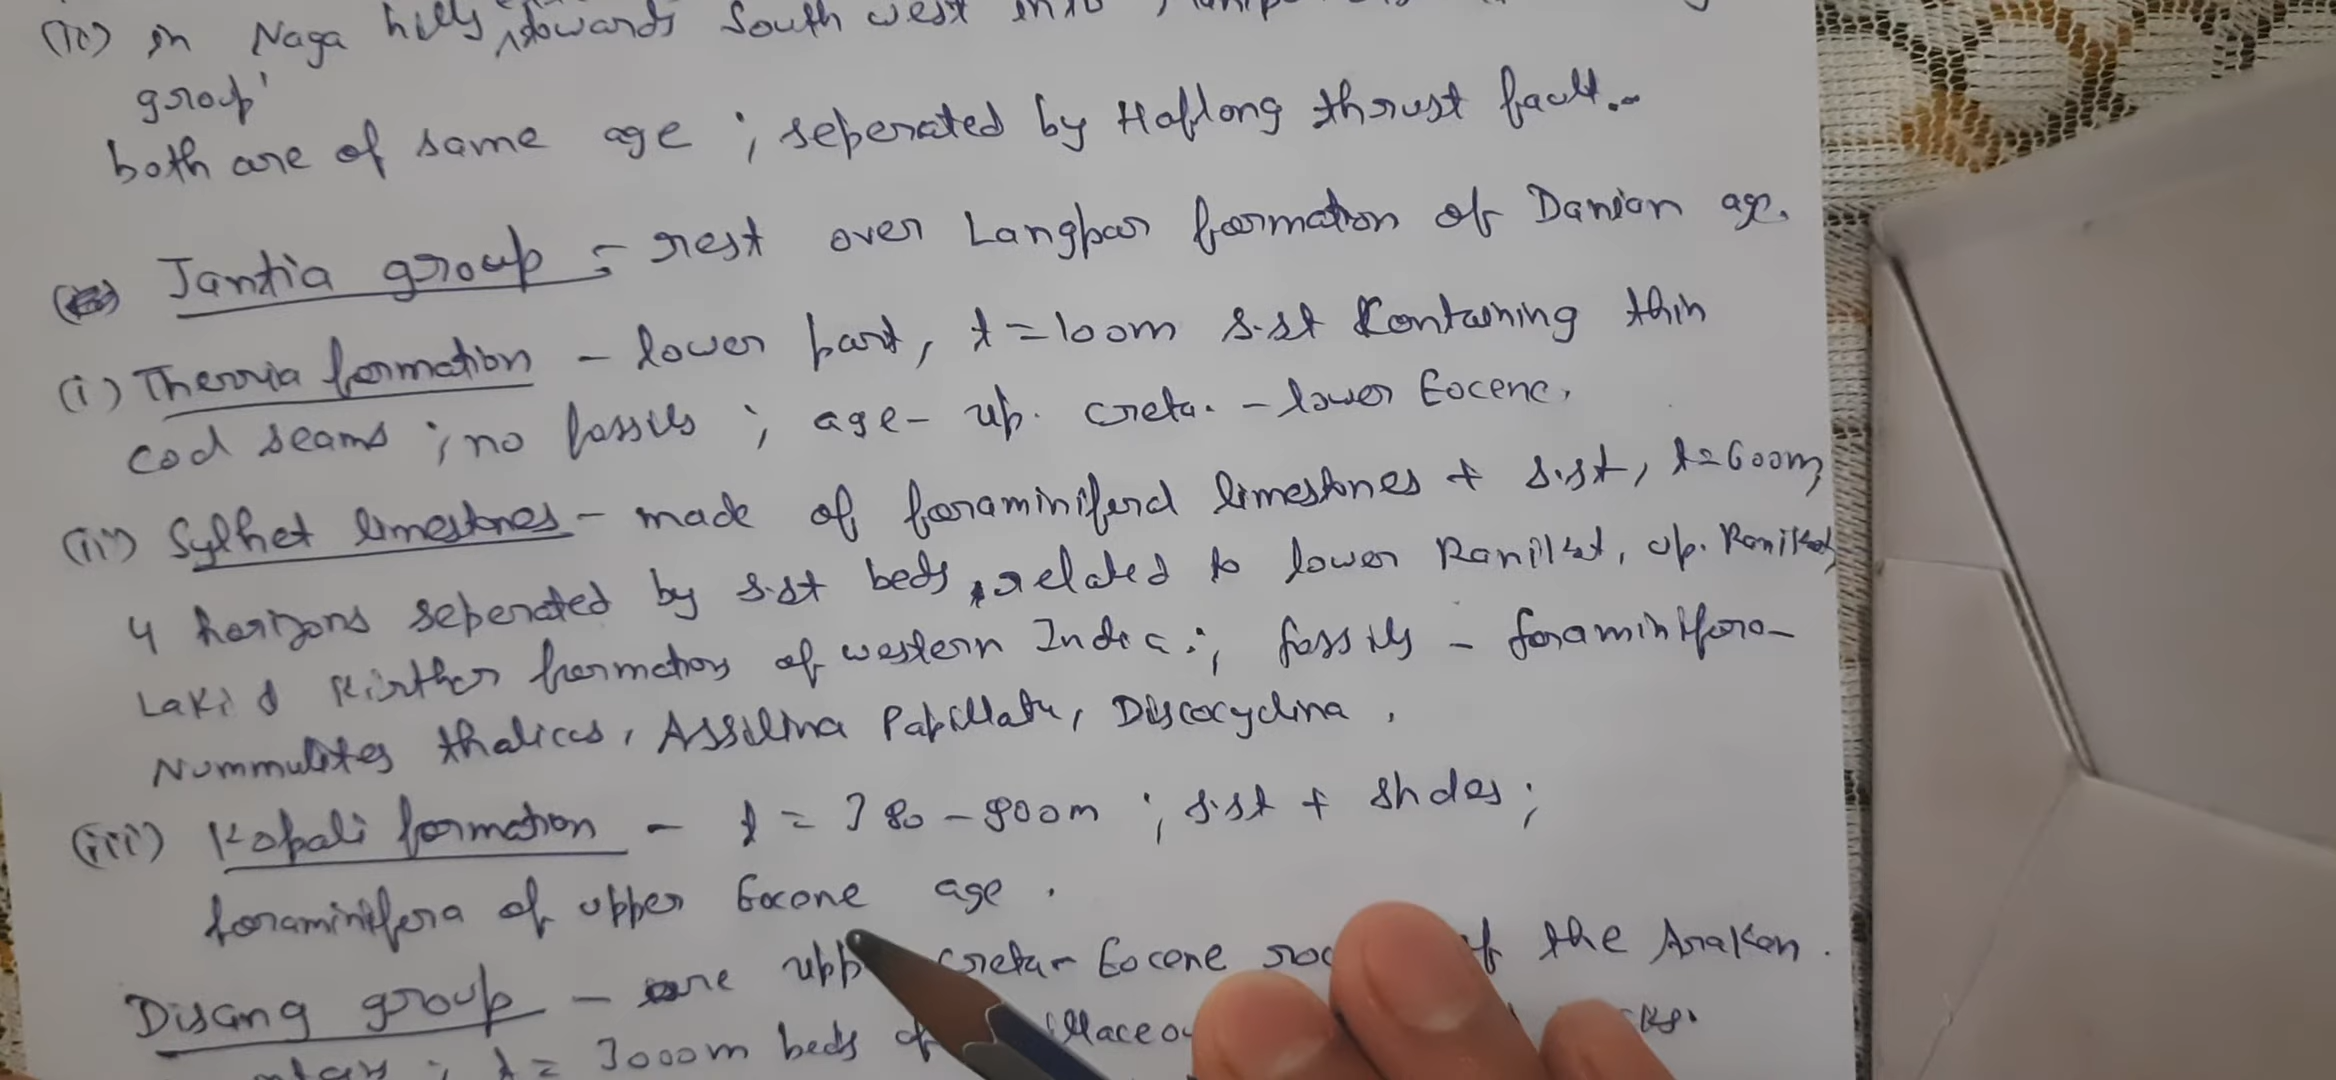 (ii) in Naga hills, towards South west into
group'
both are of same age ; seperated by Haflong thrust fault.
Jantia group :- rest over Langpar formation of Danian age.
(i) Therria formation - lower part, t = 100m s.st Containing thin
coal seams ; no fossils ; age - up. creta. - lower Eocene.
(ii) Sylhet limestones - made of foraminiferal limestones + s.st, t = 600m,
4 horizons seperated by s.st beds, related to lower Ranikot, up. Ranikot,
Laki & Kirthar formation of western India ; fossils - foraminifera -
Nummulites thalicus, Assilina Papillata, Discocyclina .
(iii) Kopali formation - t = 380 - 800m ; s.st + shales ;
foraminifera of upper Eocene age .
Disang group - are upp creta - Eocene of the Arakan .
t = 3000m beds